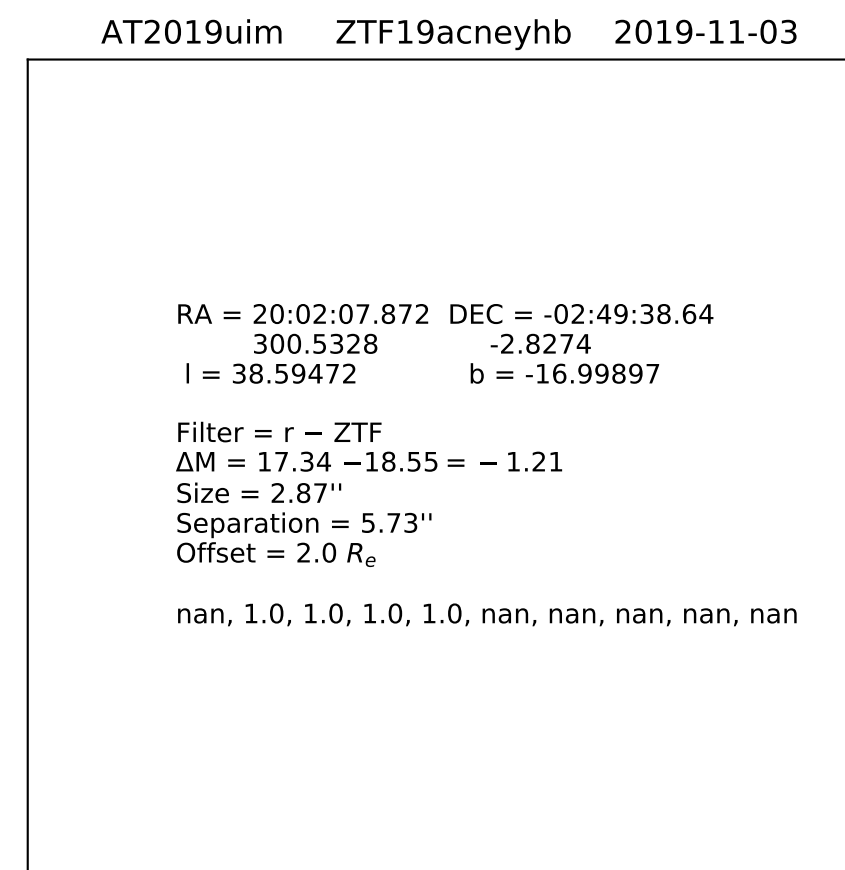 AT2019uim ZTF19acneyhb 2019-11-03
RA = 20:02:07.872 DEC = -02:49:38.64
300.5328 -2.8274
l = 38.59472 b = -16.99897
Filter = r − ZTF
ΔM = 17.34 −18.55 = − 1.21
Size = 2.87''
Separation = 5.73''
Offset = 2.0 Rₑ
nan, 1.0, 1.0, 1.0, 1.0, nan, nan, nan, nan, nan